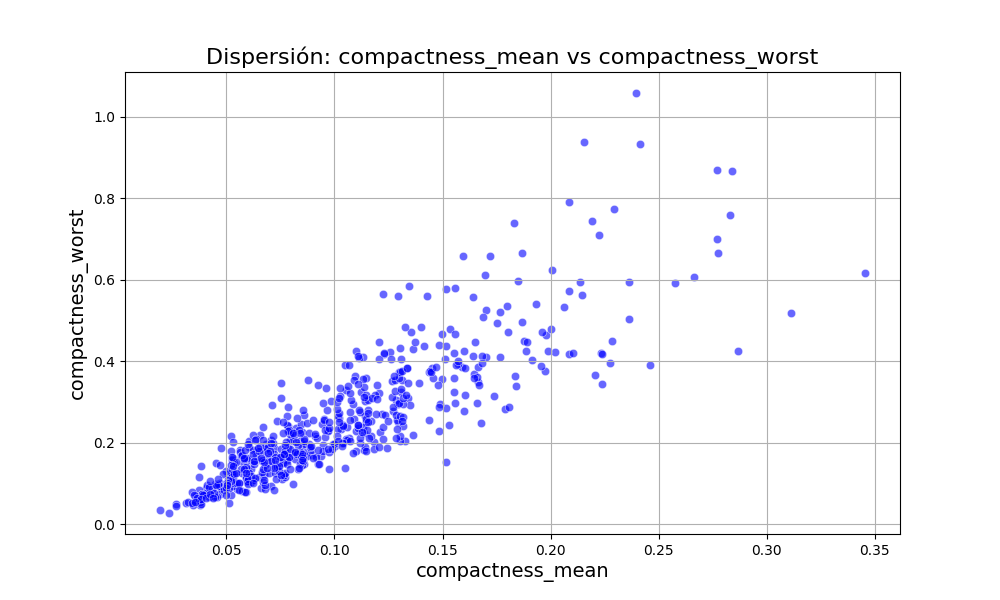 Dispersión: compactness_mean vs compactness_worst
compactness_worst
1.0
0.8
0.6
0.4
0.2
0.0
0.05 0.10 0.15 0.20 0.25 0.30 0.35
compactness_mean